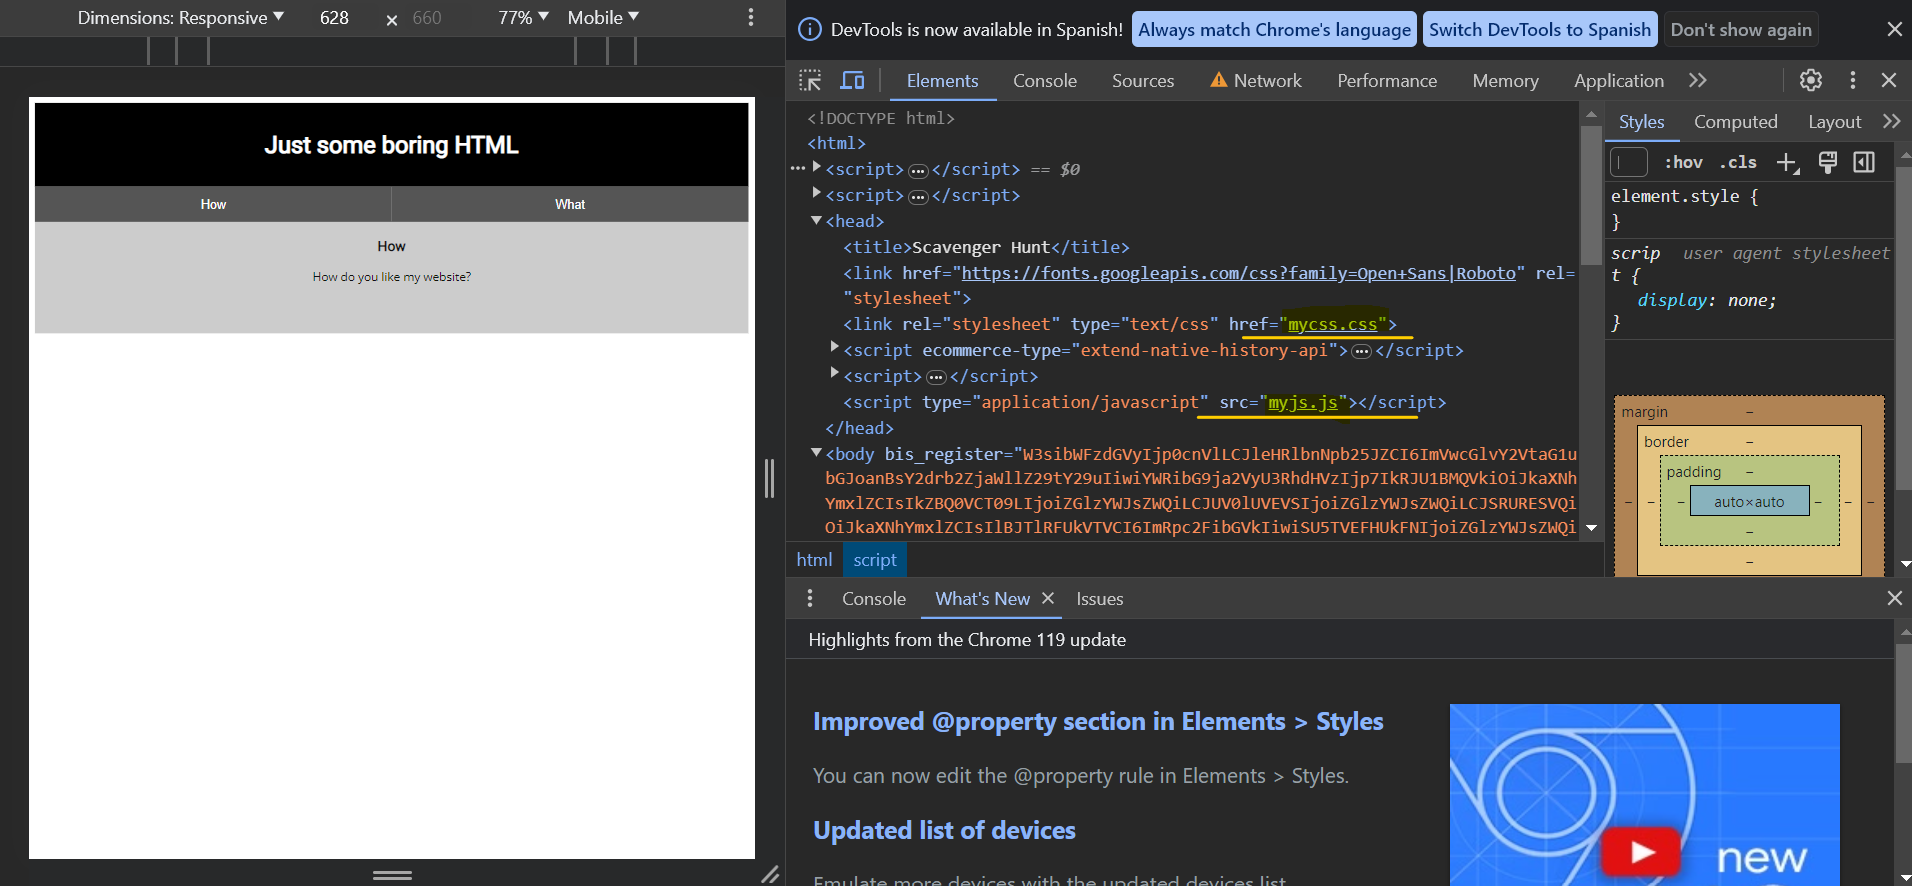 Dimensions: Responsive ▼ 628 × 660 77% ▼ Mobile ▼
Just some boring HTML
How What
How
How do you like my website?
DevTools is now available in Spanish! Always match Chrome's language Switch DevTools to Spanish Don't show again
Elements Console Sources Network Performance Memory Application
<!DOCTYPE html>
<html>
<script>…</script> == $0
<script>…</script>
<head>
<title>Scavenger Hunt</title>
<link href="https://fonts.googleapis.com/css?family=Open+Sans|Roboto" rel=
"stylesheet">
<link rel="stylesheet" type="text/css" href="mycss.css">
<script ecommerce-type="extend-native-history-api">…</script>
<script>…</script>
<script type="application/javascript" src="myjs.js"></script>
</head>
<body bis_register="W3sibWFzdGVyIjp0cnVlLCJleHRlbnNpb25JZCI6ImVwcGlvY2VtaG1u
bGJoanBsY2drb2ZjaWllZ29tY29uIiwiYWRibG9ja2VyU3RhdHVzIjp7IkRJU1BMQVkiOiJkaXNh
YmxlZCIsIkZBQ0VCT09LIjoiZGlzYWJsZWQiLCJUV0lUVEVSIjoiZGlzYWJsZWQiLCJSRURESVQi
OiJkaXNhYmxlZCIsIlBJTlRFUkVTVCI6ImRpc2FibGVkIiwiSU5TVEFHUkFNIjoiZGlzYWJsZWQi
html script
Styles Computed Layout
:hov .cls
element.style {
}
scrip user agent stylesheet
t {
display: none;
}
margin –
border –
padding –
– – – auto×auto – – –
–
–
Console What's New Issues
Highlights from the Chrome 119 update
Improved @property section in Elements > Styles
You can now edit the @property rule in Elements > Styles.
Updated list of devices
Emulate more devices with the updated devices list.
new